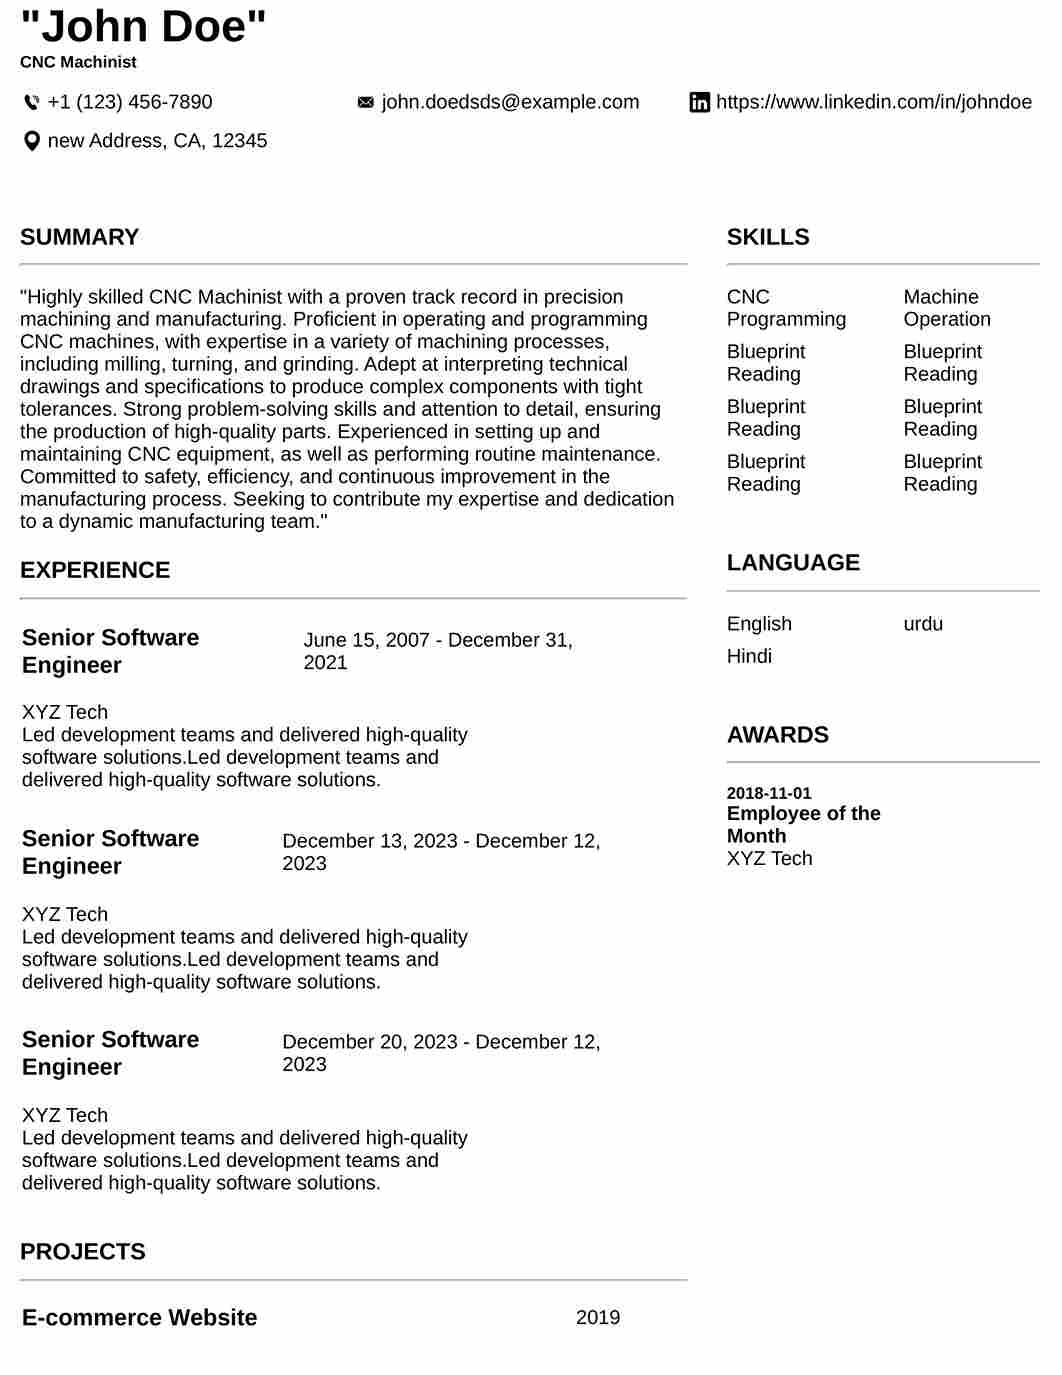 "John Doe"
CNC Machinist
+1 (123) 456-7890
john.doedsds@example.com
https://www.linkedin.com/in/johndoe
new Address, CA, 12345
SUMMARY
"Highly skilled CNC Machinist with a proven track record in precision
machining and manufacturing. Proficient in operating and programming
CNC machines, with expertise in a variety of machining processes,
including milling, turning, and grinding. Adept at interpreting technical
drawings and specifications to produce complex components with tight
tolerances. Strong problem-solving skills and attention to detail, ensuring
the production of high-quality parts. Experienced in setting up and
maintaining CNC equipment, as well as performing routine maintenance.
Committed to safety, efficiency, and continuous improvement in the
manufacturing process. Seeking to contribute my expertise and dedication
to a dynamic manufacturing team."
EXPERIENCE
Senior Software
Engineer
June 15, 2007 - December 31,
2021
XYZ Tech
Led development teams and delivered high-quality
software solutions.Led development teams and
delivered high-quality software solutions.
Senior Software
Engineer
December 13, 2023 - December 12,
2023
XYZ Tech
Led development teams and delivered high-quality
software solutions.Led development teams and
delivered high-quality software solutions.
Senior Software
Engineer
December 20, 2023 - December 12,
2023
XYZ Tech
Led development teams and delivered high-quality
software solutions.Led development teams and
delivered high-quality software solutions.
PROJECTS
E-commerce Website
2019
SKILLS
CNC
Programming
Machine
Operation
Blueprint
Reading
Blueprint
Reading
Blueprint
Reading
Blueprint
Reading
Blueprint
Reading
Blueprint
Reading
LANGUAGE
English
urdu
Hindi
AWARDS
2018-11-01
Employee of the
Month
XYZ Tech